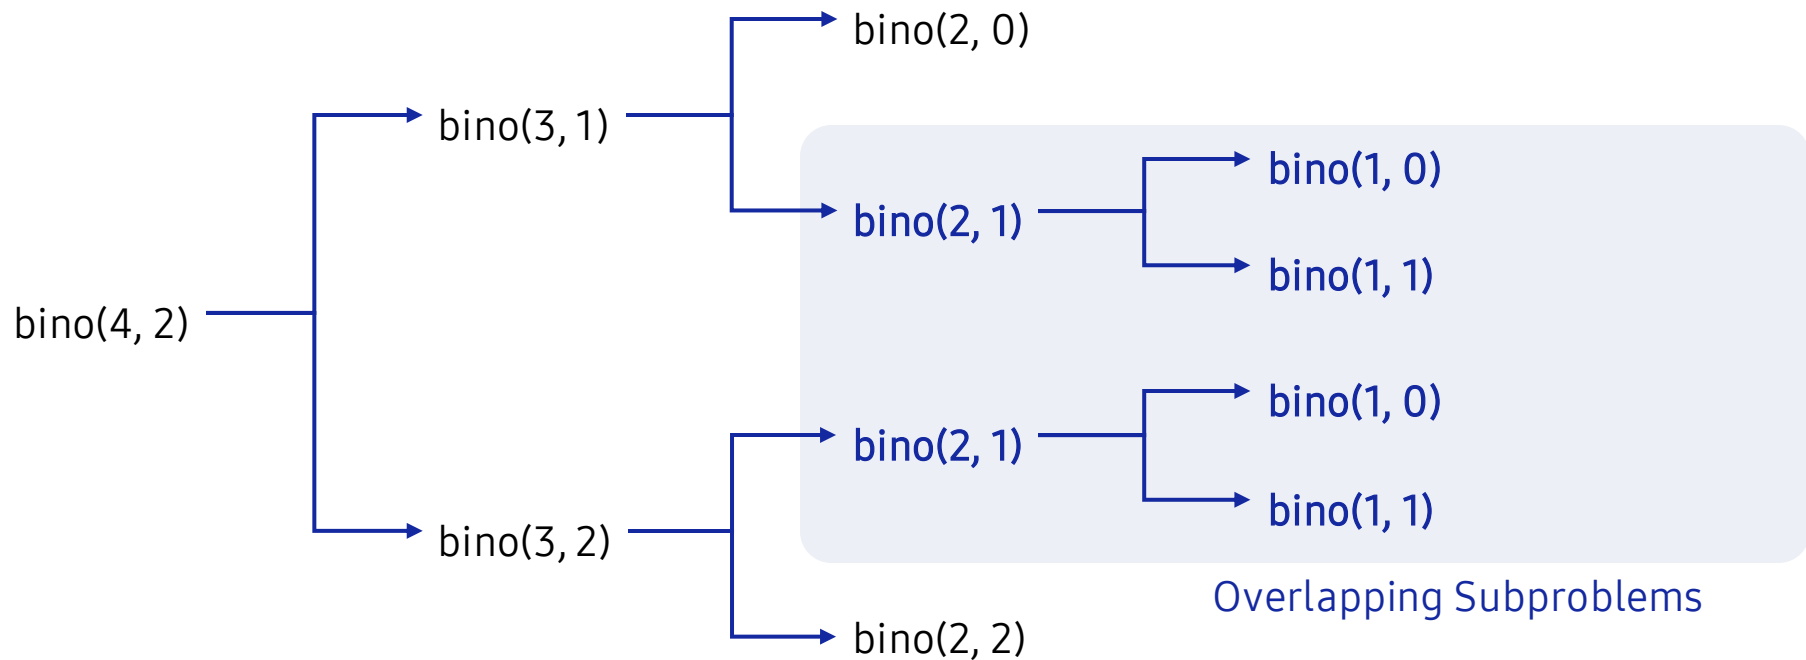 bino(2, 0)
bino(3, 1)
bino(1, 0)
bino(2, 1)
bino(1, 1)
bino(4, 2)
bino(1, 0)
bino(2, 1)
bino(1, 1)
bino(3, 2)
Overlapping Subproblems
bino(2, 2)